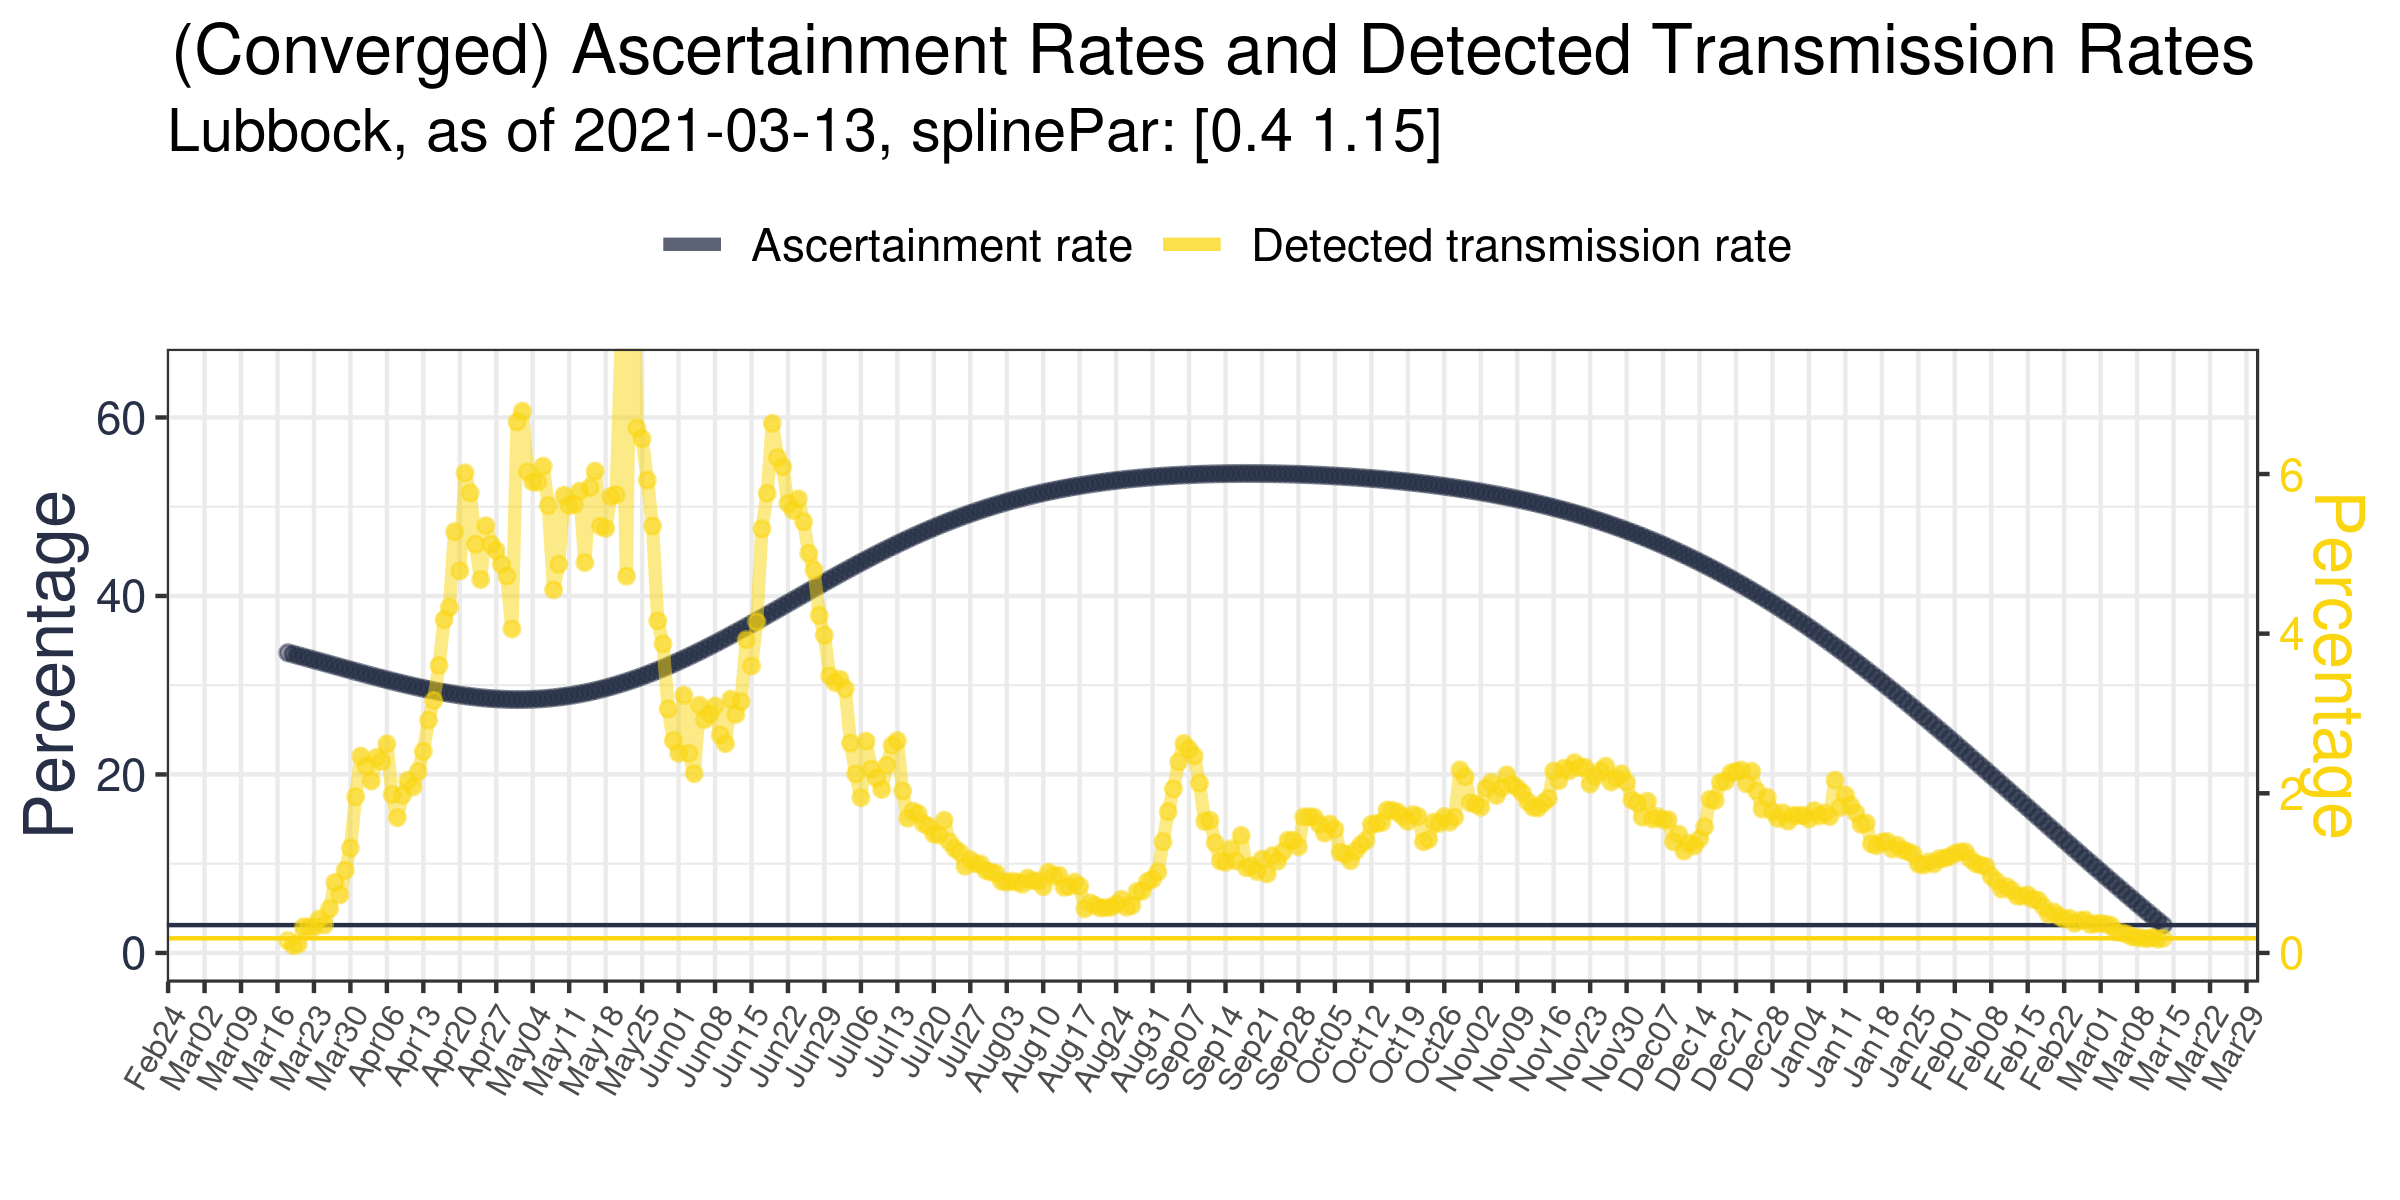 (Converged) Ascertainment Rates and Detected Transmission Rates
Lubbock, as of 2021-03-13, splinePar: [0.4 1.15]
Ascertainment rate
Detected transmission rate
Percentage
60
40
20
0
6
4
2
0
Percentage
Feb24
Mar02
Mar09
Mar16
Mar23
Mar30
Apr06
Apr13
Apr20
Apr27
May04
May11
May18
May25
Jun01
Jun08
Jun15
Jun22
Jun29
Jul06
Jul13
Jul20
Jul27
Aug03
Aug10
Aug17
Aug24
Aug31
Sep07
Sep14
Sep21
Sep28
Oct05
Oct12
Oct19
Oct26
Nov02
Nov09
Nov16
Nov23
Nov30
Dec07
Dec14
Dec21
Dec28
Jan04
Jan11
Jan18
Jan25
Feb01
Feb08
Feb15
Feb22
Mar01
Mar08
Mar15
Mar22
Mar29